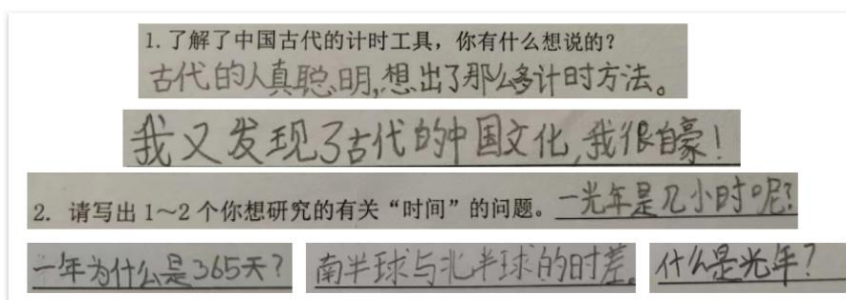 1. 了解了中国古代的计时工具，你有什么想说的？
古代的人真聪明,想出了那么多计时方法。
我又发现了古代的中国文化,我很自豪！
2. 请写出1～2个你想研究的有关“时间”的问题。一光年是几小时呢?
一年为什么是365天? 南半球与北半球的时差. 什么是光年?